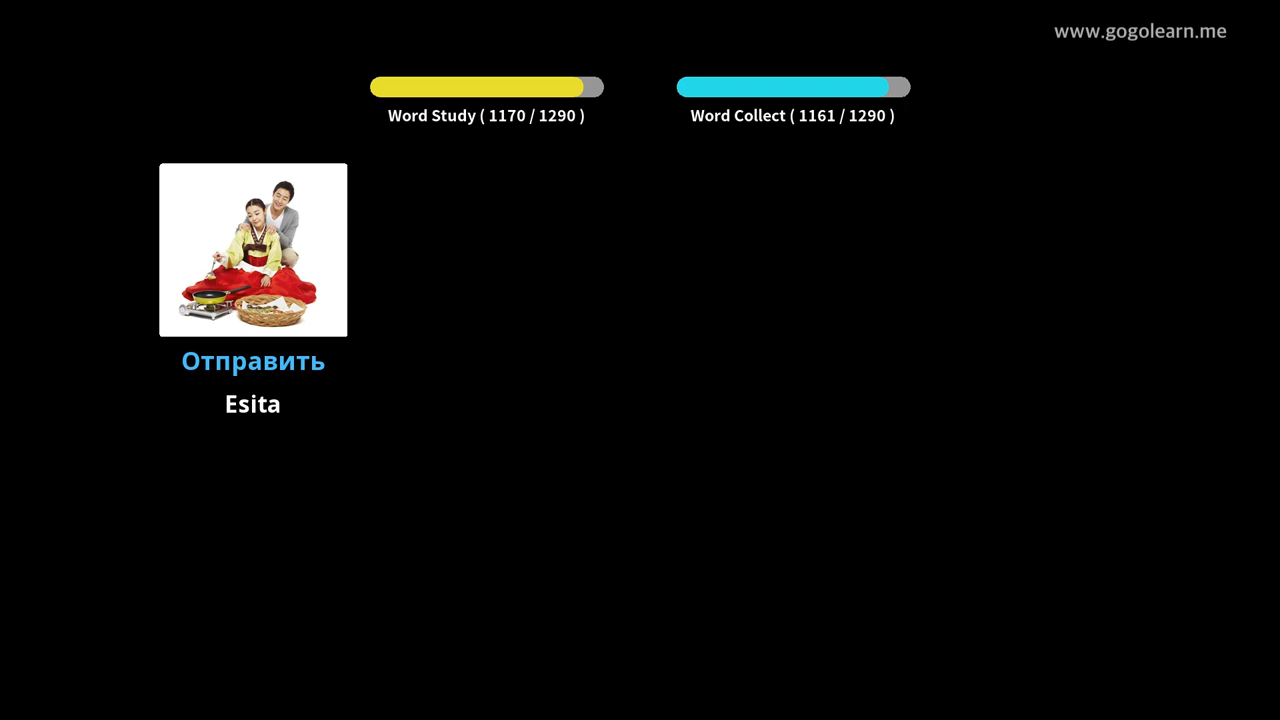 www.gogolearn.me
Word Study ( 1170 / 1290 )
Word Collect ( 1161 / 1290 )
Отправить
Esita